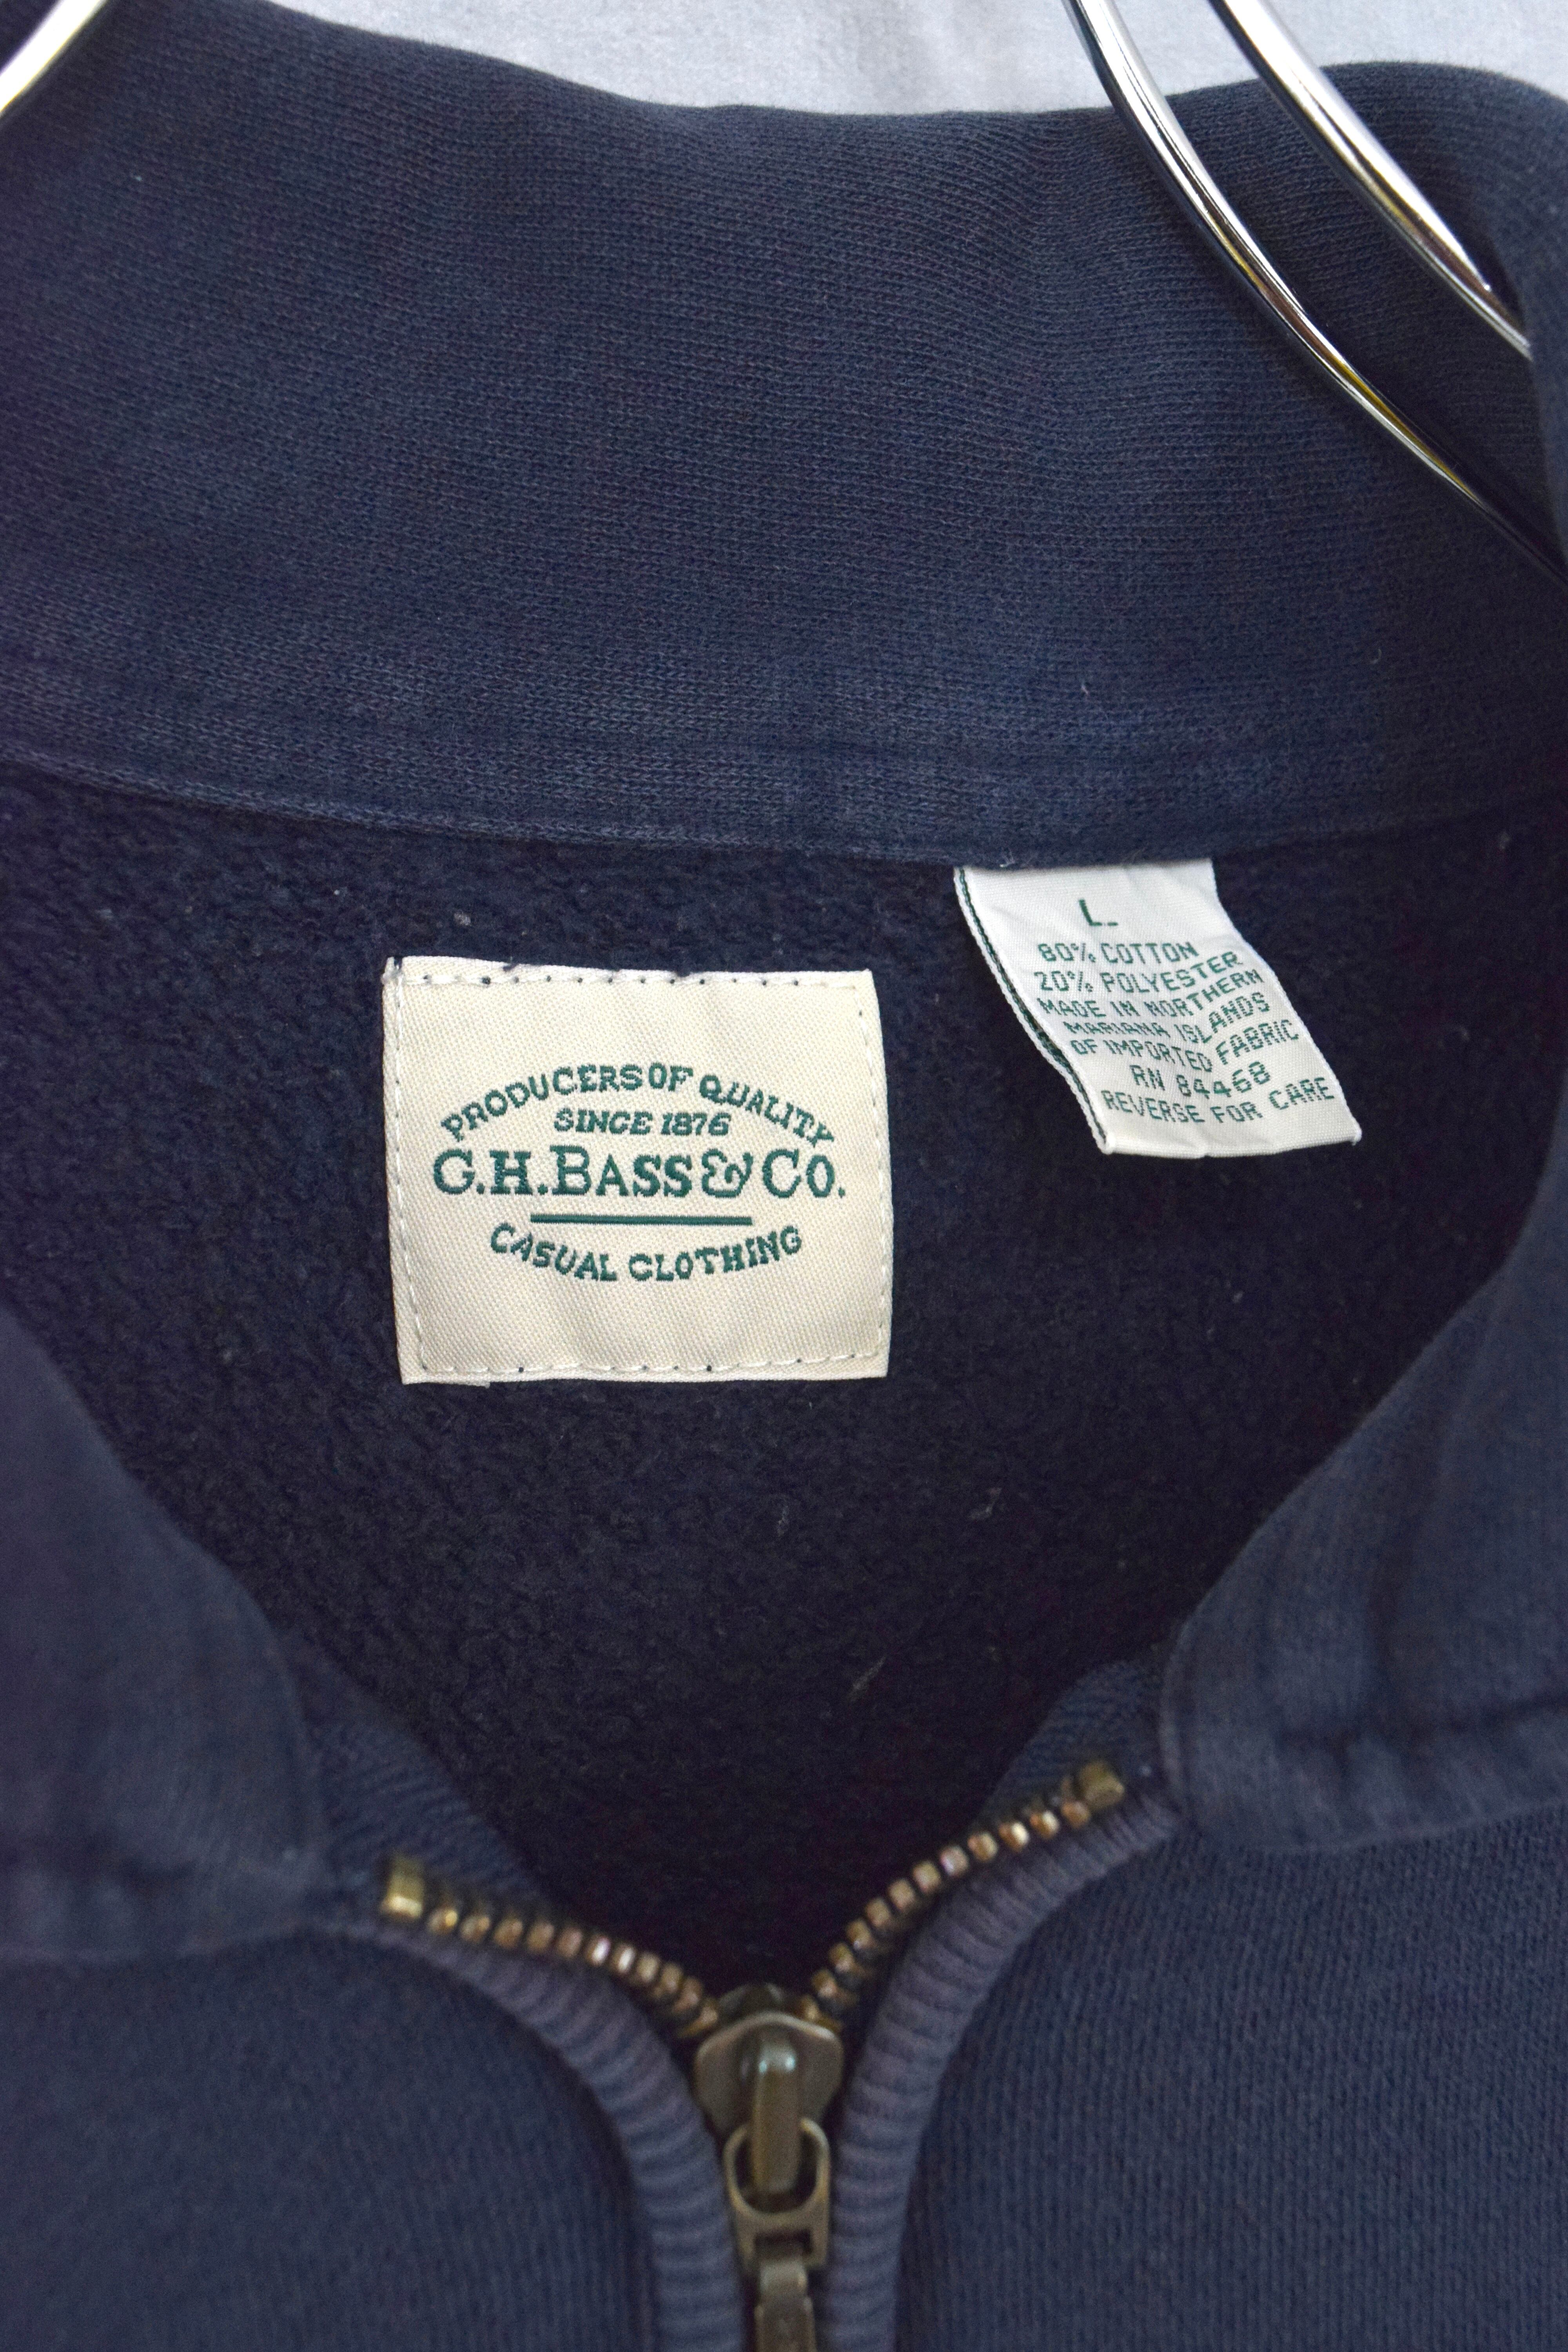 PRODUCERS OF QUALITY
SINCE 1876
G.H.BASS & CO.
CASUAL CLOTHING
L
80% COTTON
20% POLYESTER
MADE IN NORTHERN
MARIANA ISLANDS
OF IMPORTED FABRIC
RN 84468
REVERSE FOR CARE